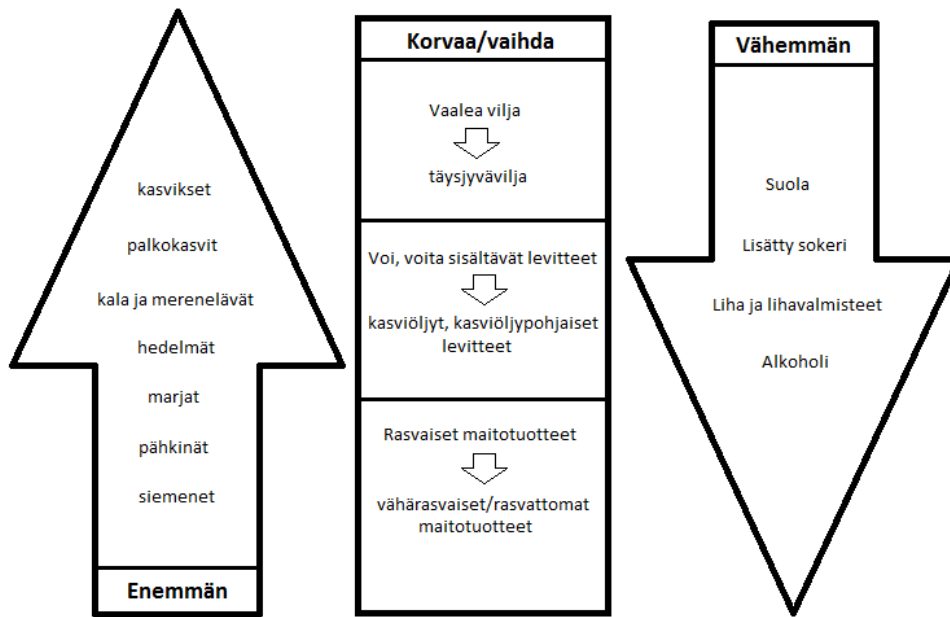 kasvikset
palkokasvit
kala ja merenelävät
hedelmät
marjat
pähkinät
siemenet
Enemmän
Korvaa/vaihda
Vaalea vilja
täysjyvävilja
Voi, voita sisältävät levitteet
kasviöljyt, kasviöljypohjaiset
levitteet
Rasvaiset maitotuotteet
vähärasvaiset/rasvattomat
maitotuotteet
Vähemmän
Suola
Lisätty sokeri
Liha ja lihavalmisteet
Alkoholi